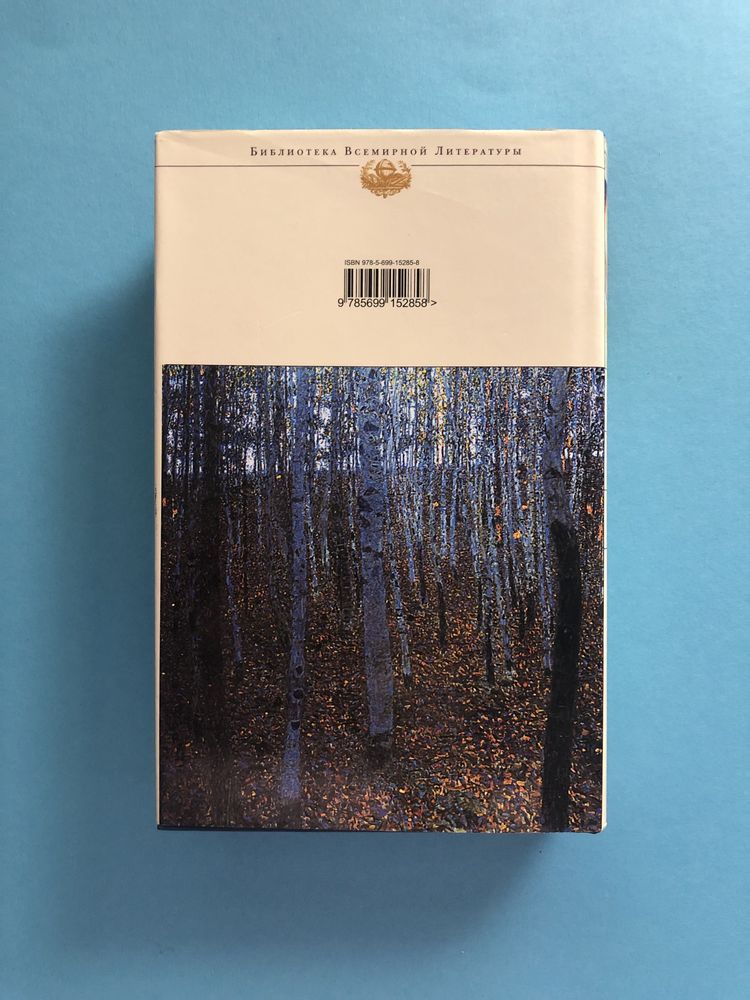 Библиотека Всемирной Литературы
ISBN 978-5-699-15285-8
9 785699 152858 >